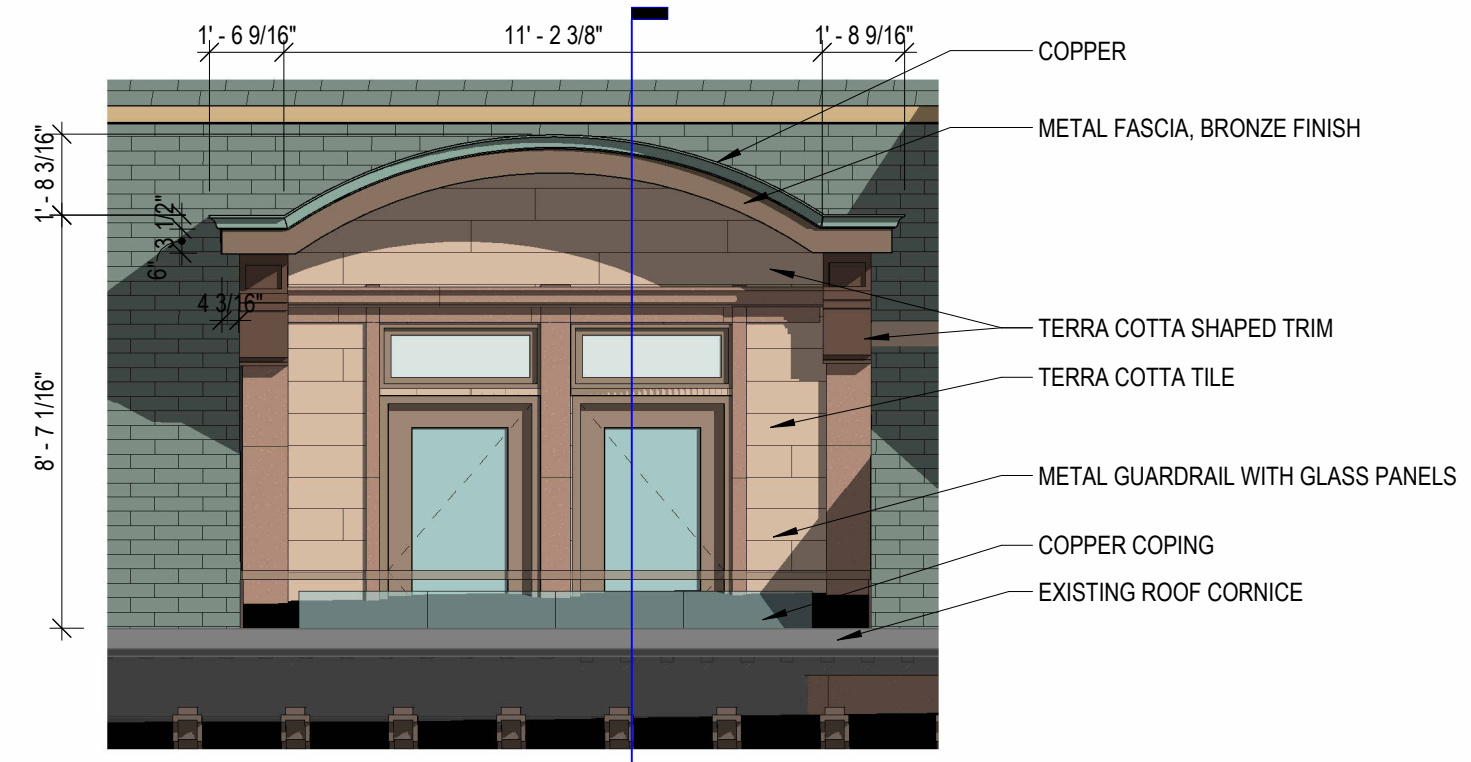 1' - 6 9/16"
11' - 2 3/8"
1' - 8 9/16"
COPPER
METAL FASCIA, BRONZE FINISH
1' - 8 3/16"
3 1/2"
6"
4 3/16"
TERRA COTTA SHAPED TRIM
TERRA COTTA TILE
8' - 7 1/16"
METAL GUARDRAIL WITH GLASS PANELS
COPPER COPING
EXISTING ROOF CORNICE